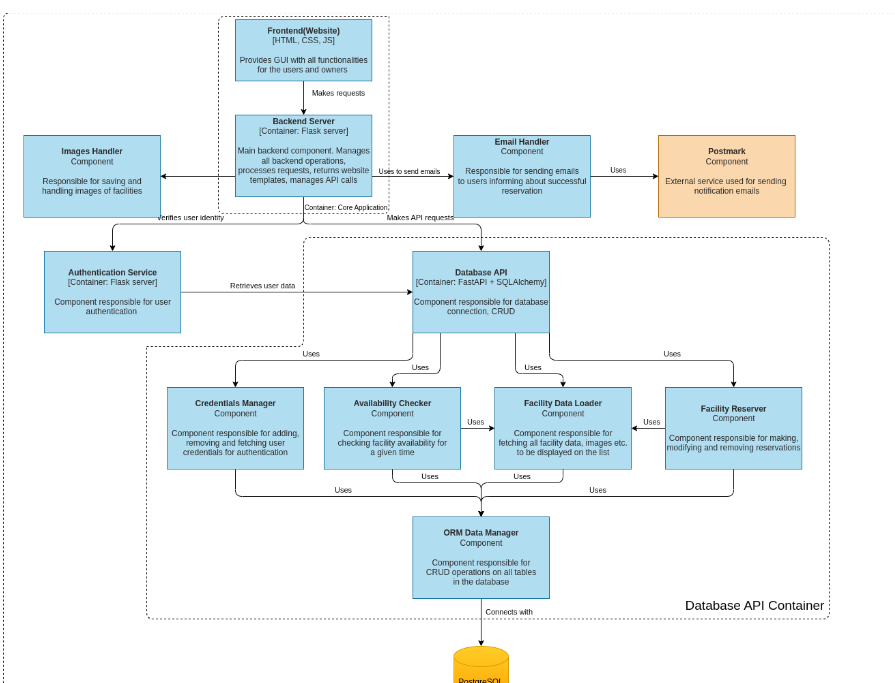 Frontend(Website)
[HTML, CSS, JS]
Provides GUI with all functionalities
for the users and owners
Makes requests
Backend Server
[Container: Flask server]
Main backend component. Manages
all backend operations,
processes requests, returns website
templates, manages API calls
Container: Core Application
Images Handler
Component
Responsible for saving and
handling images of facilities
Uses to send emails
Email Handler
Component
Responsible for sending emails
to users informing about successful
reservation
Uses
Postmark
Component
External service used for sending
notification emails
Verifies user identity
Makes API requests
Authentication Service
[Container: Flask server]
Component responsible for user
authentication
Retrieves user data
Database API
[Container: FastAPI + SQLAlchemy]
Component responsible for database
connection, CRUD
Uses
Uses
Uses
Uses
Credentials Manager
Component
Component responsible for adding,
removing and fetching user
credentials for authentication
Availability Checker
Component
Component responsible for
checking facility availability for
a given time
Uses
Facility Data Loader
Component
Component responsible for
fetching all facility data, images etc.
to be displayed on the list
Uses
Facility Reserver
Component
Component responsible for making,
modifying and removing reservations
Uses
Uses
Uses
Uses
ORM Data Manager
Component
Component responsible for
CRUD operations on all tables
in the database
Database API Container
Connects with
PostgreSQL